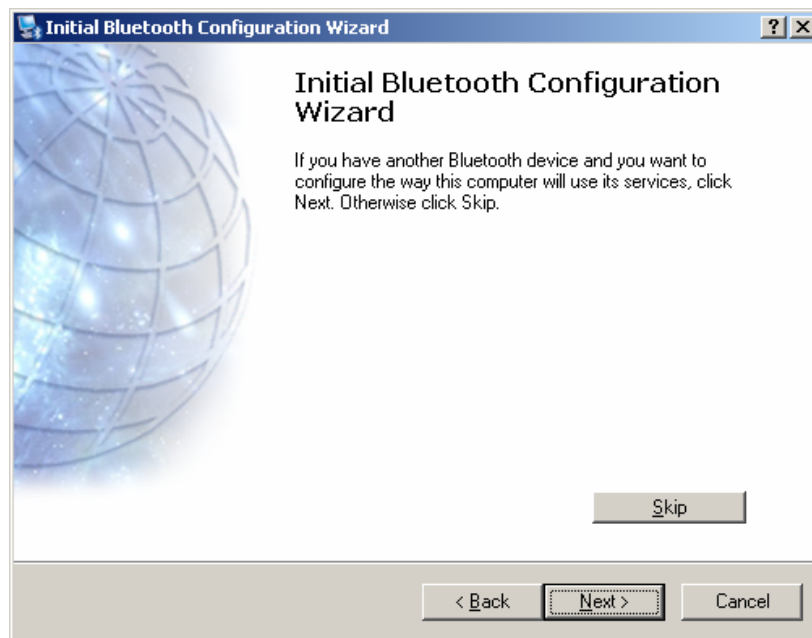 Initial Bluetooth Configuration Wizard
Initial Bluetooth Configuration
Wizard
If you have another Bluetooth device and you want to
configure the way this computer will use its services, click
Next. Otherwise click Skip.
Skip
< Back
Next >
Cancel